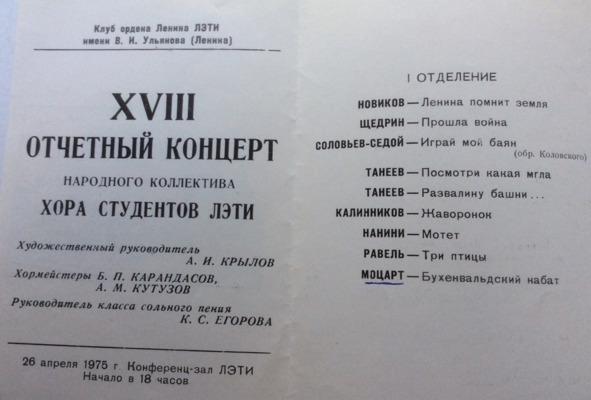 Клуб ордена Ленина ЛЭТИ
имени В. И. Ульянова (Ленина)
XVIII
ОТЧЕТНЫЙ КОНЦЕРТ
НАРОДНОГО КОЛЛЕКТИВА
ХОРА СТУДЕНТОВ ЛЭТИ
Художественный руководитель
А. И. КРЫЛОВ
Хормейстеры Б. П. КАРАНДАСОВ,
А. М. КУТУЗОВ
Руководитель класса сольного пения
К. С. ЕГОРОВА
26 апреля 1975 г. Конференц-зал ЛЭТИ
Начало в 18 часов
I ОТДЕЛЕНИЕ
НОВИКОВ — Ленина помнит земля
ЩЕДРИН — Прошла война
СОЛОВЬЕВ-СЕДОЙ — Играй мой баян
(обр. Коловского)
ТАНЕЕВ — Посмотри какая мгла
ТАНЕЕВ — Развалину башни...
КАЛИННИКОВ — Жаворонок
НАНИНИ — Мотет
РАВЕЛЬ — Три птицы
МОЦАРТ — Бухенвальдский набат